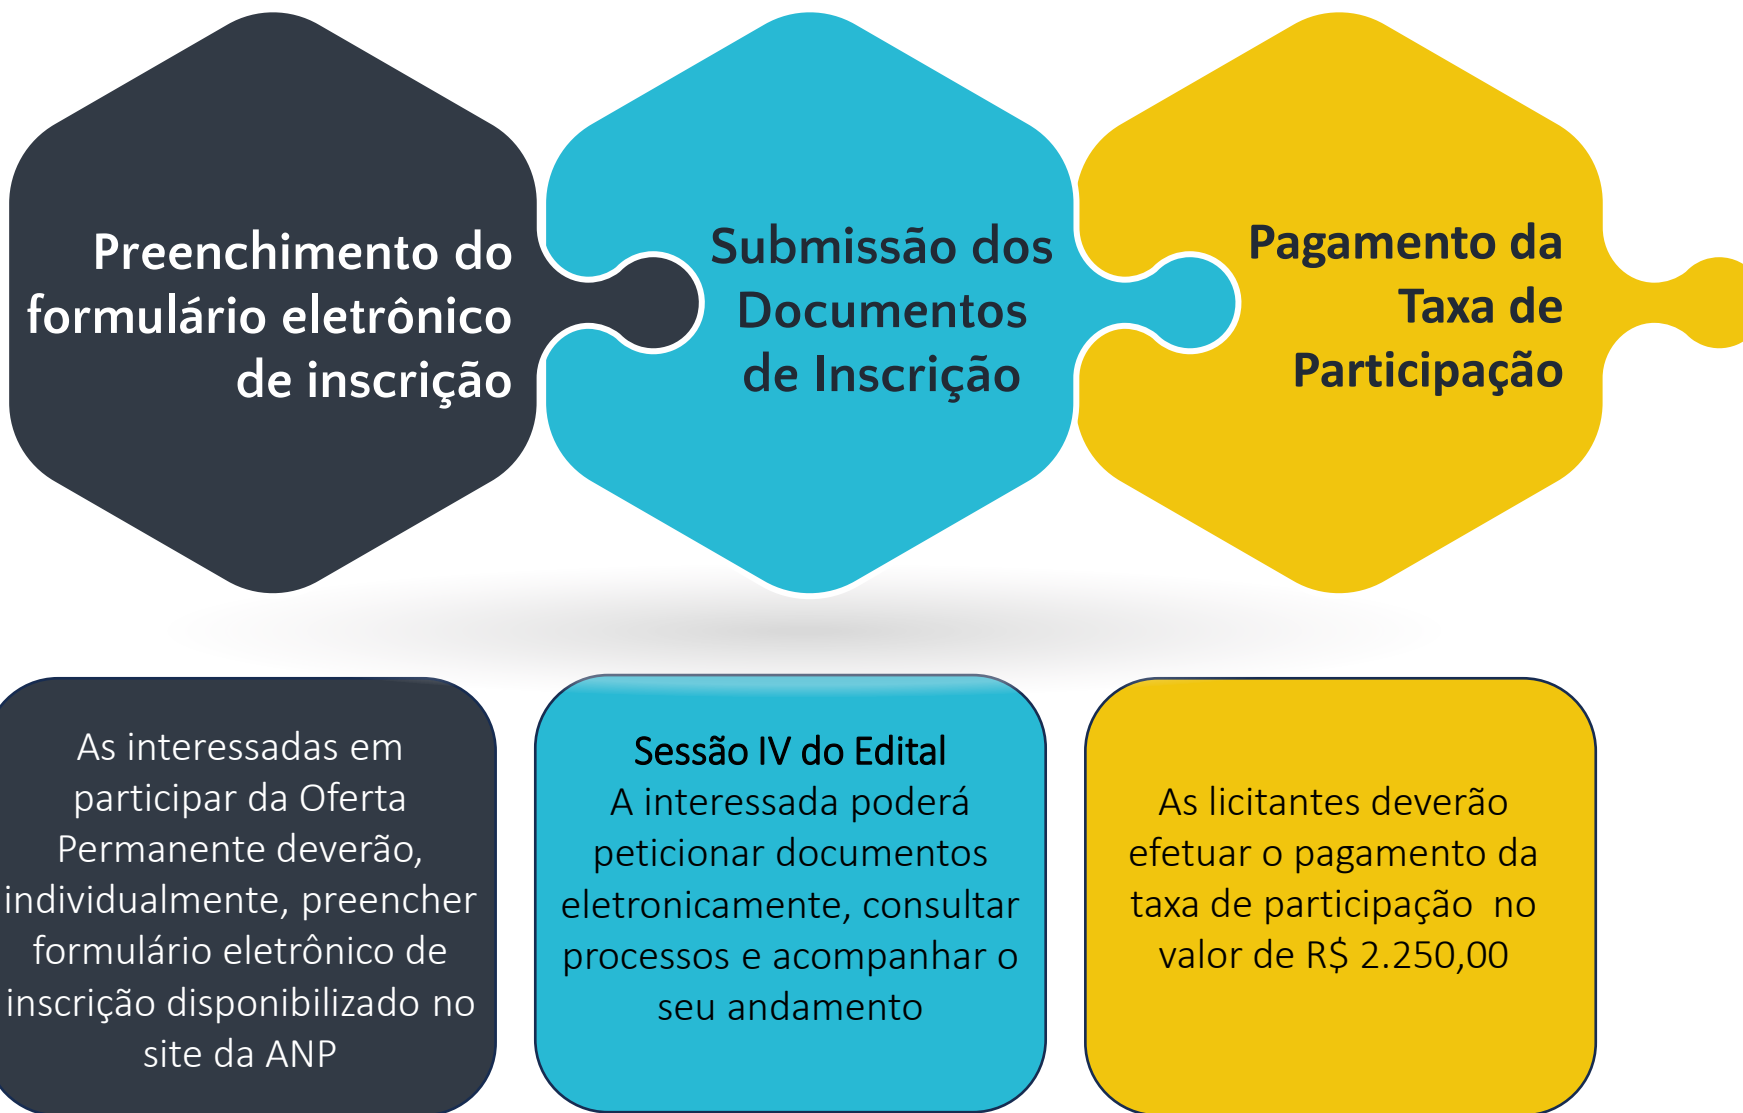 Preenchimento do
formulário eletrônico
de inscrição
Submissão dos
Documentos
de Inscrição
Pagamento da
Taxa de
Participação
As interessadas em
participar da Oferta
Permanente deverão,
individualmente, preencher
formulário eletrônico de
inscrição disponibilizado no
site da ANP
Sessão IV do Edital
A interessada poderá
peticionar documentos
eletronicamente, consultar
processos e acompanhar o
seu andamento
As licitantes deverão
efetuar o pagamento da
taxa de participação no
valor de R$ 2.250,00